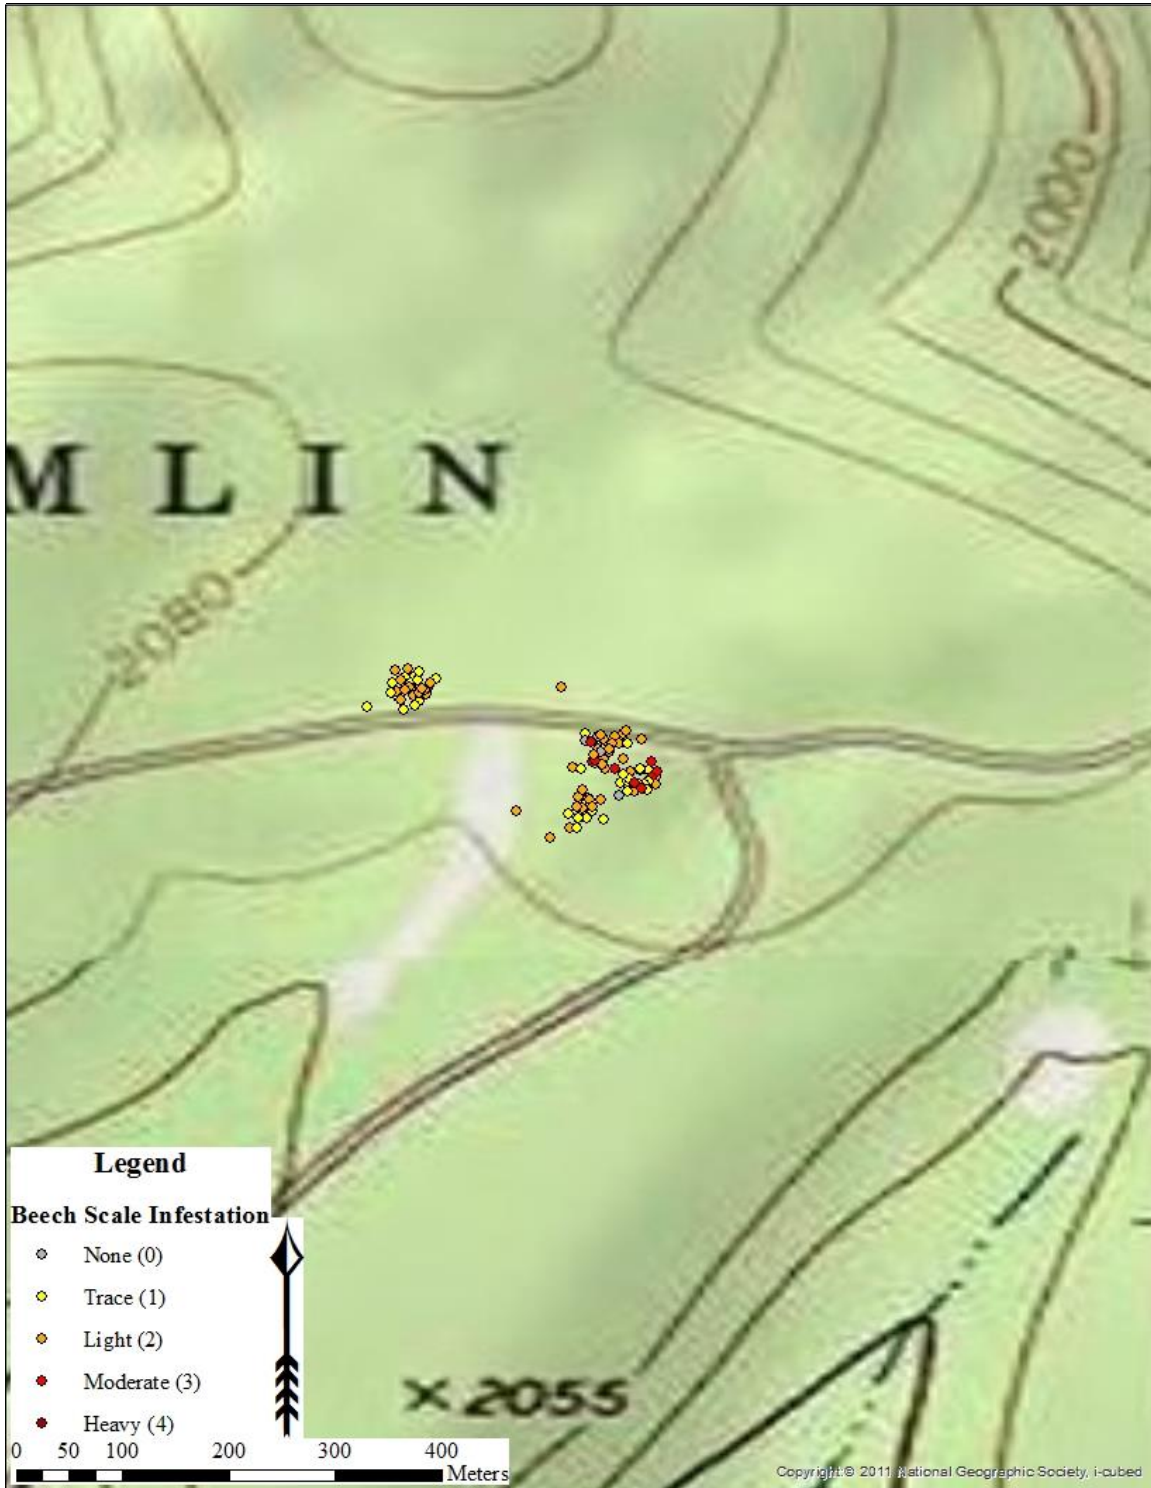 2000
MLIN
2080
Legend
Beech Scale Infestation
None (0)
Trace (1)
Light (2)
Moderate (3)
Heavy (4)
0 50 100 200 300 400
Meters
×2055
Copyright:© 2011 National Geographic Society, i-cubed